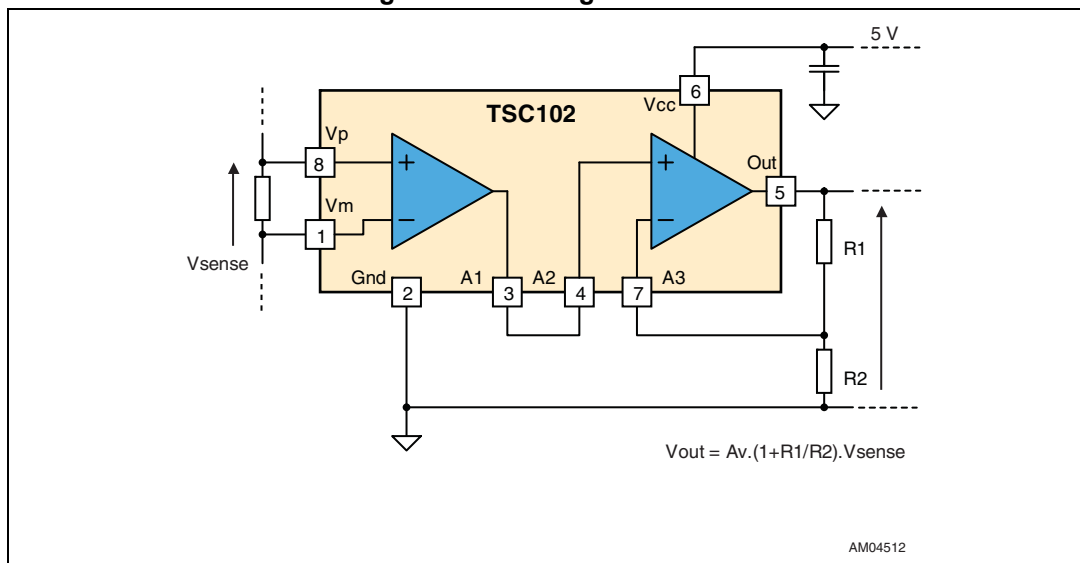 5 V
6
Vcc
TSC102
Vp
8
+
+
Out
5
Vm
1
−
−
R1
Vsense
Gnd
A1
A2
A3
2
3
4
7
R2
Vout = Av.(1+R1/R2).Vsense
AM04512